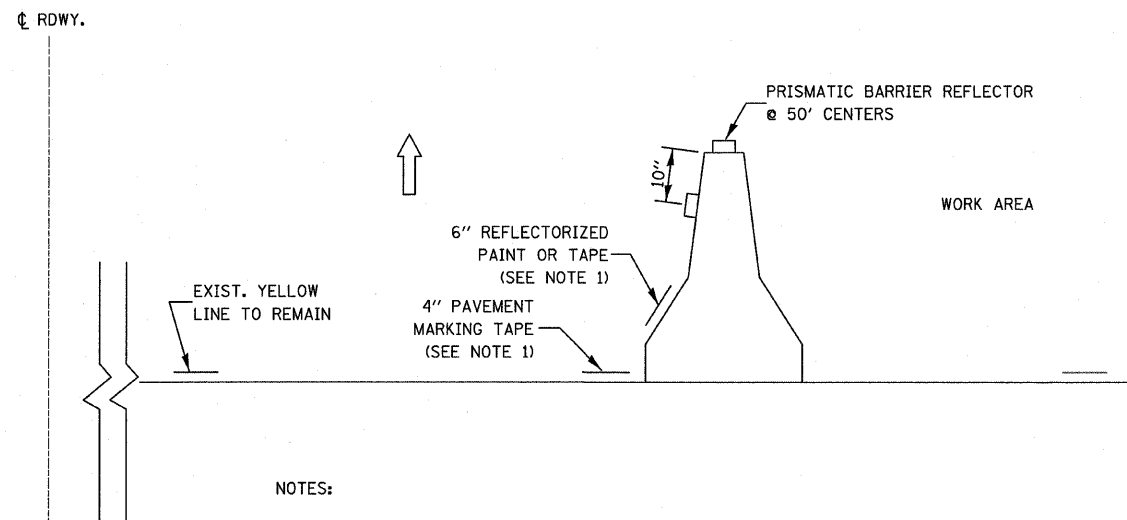 ℄ RDWY.
PRISMATIC BARRIER REFLECTOR
@ 50' CENTERS
10"
WORK AREA
6" REFLECTORIZED
PAINT OR TAPE
(SEE NOTE 1)
EXIST. YELLOW
LINE TO REMAIN
4" PAVEMENT
MARKING TAPE
(SEE NOTE 1)
NOTES: